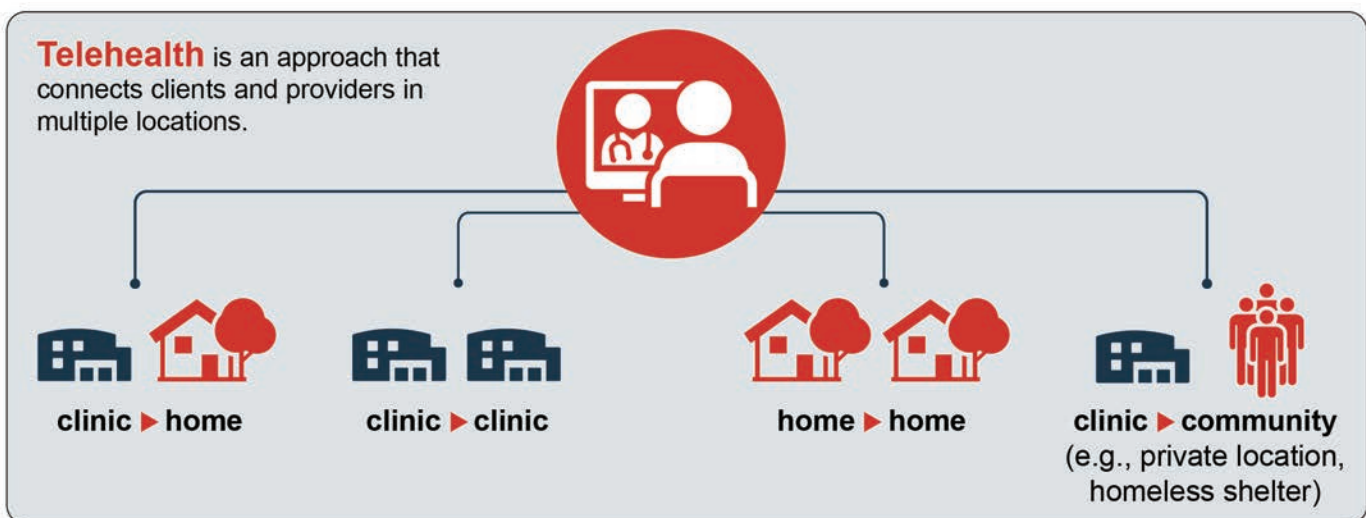 Telehealth is an approach that
connects clients and providers in
multiple locations.
clinic ▶ home
clinic ▶ clinic
home ▶ home
clinic ▶ community
(e.g., private location,
homeless shelter)